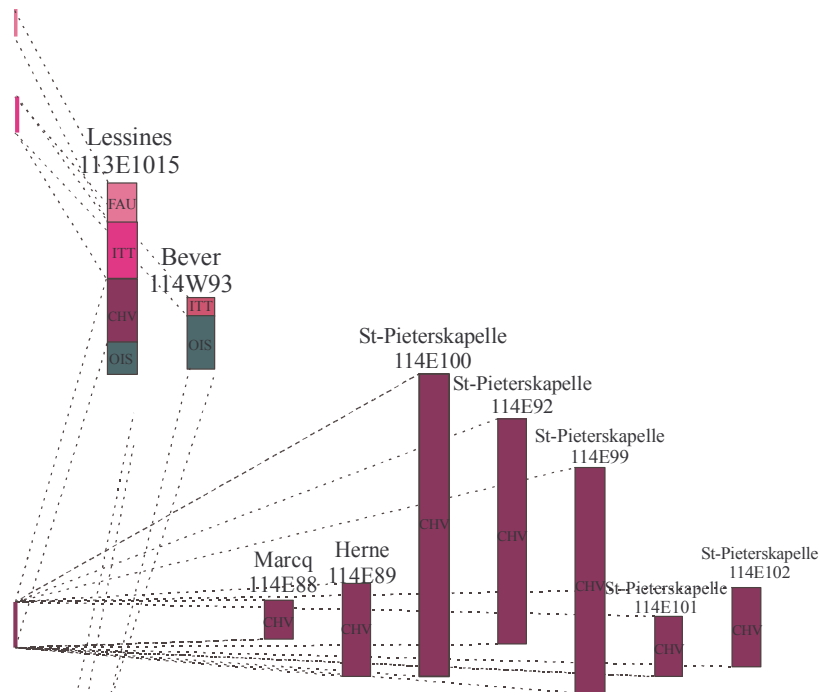 Lessines
113E1015
FAU
ITT
CHV
OIS
Bever
114W93
ITT
OIS
St-Pieterskapelle
114E100
CHV
St-Pieterskapelle
114E92
CHV
St-Pieterskapelle
114E99
CHV
Marcq
114E88
CHV
Herne
114E89
CHV
St-Pieterskapelle
114E101
CHV
St-Pieterskapelle
114E102
CHV